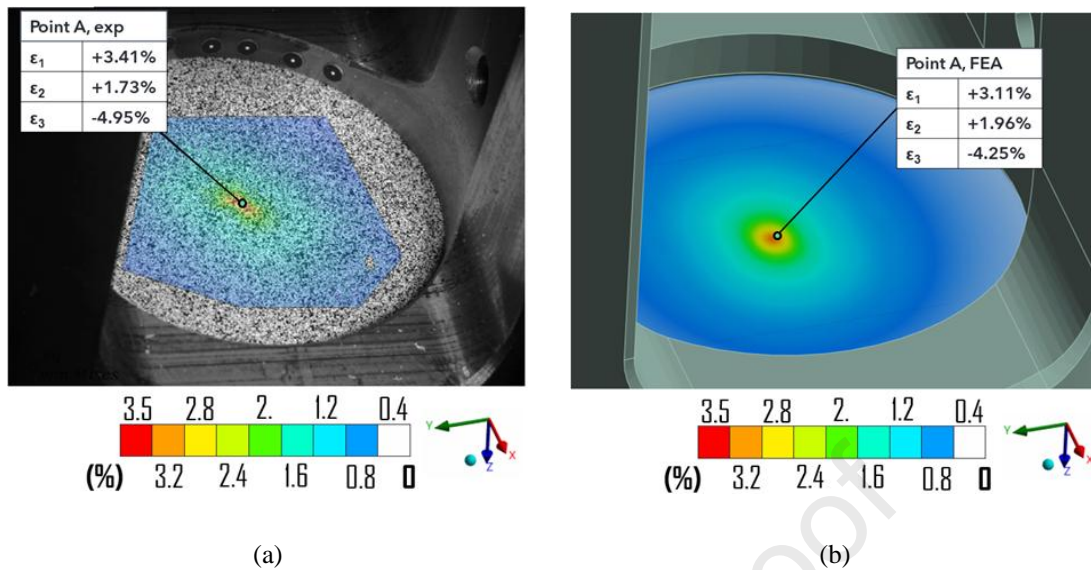 Point A, exp
ε1 +3.41%
ε2 +1.73%
ε3 -4.95%
Point A, FEA
ε1 +3.11%
ε2 +1.96%
ε3 -4.25%
3.5 2.8 2. 1.2 0.4
(%) 3.2 2.4 1.6 0.8 0
Y X Z
3.5 2.8 2. 1.2 0.4
(%) 3.2 2.4 1.6 0.8 0
Y X Z
(a)
(b)
oof